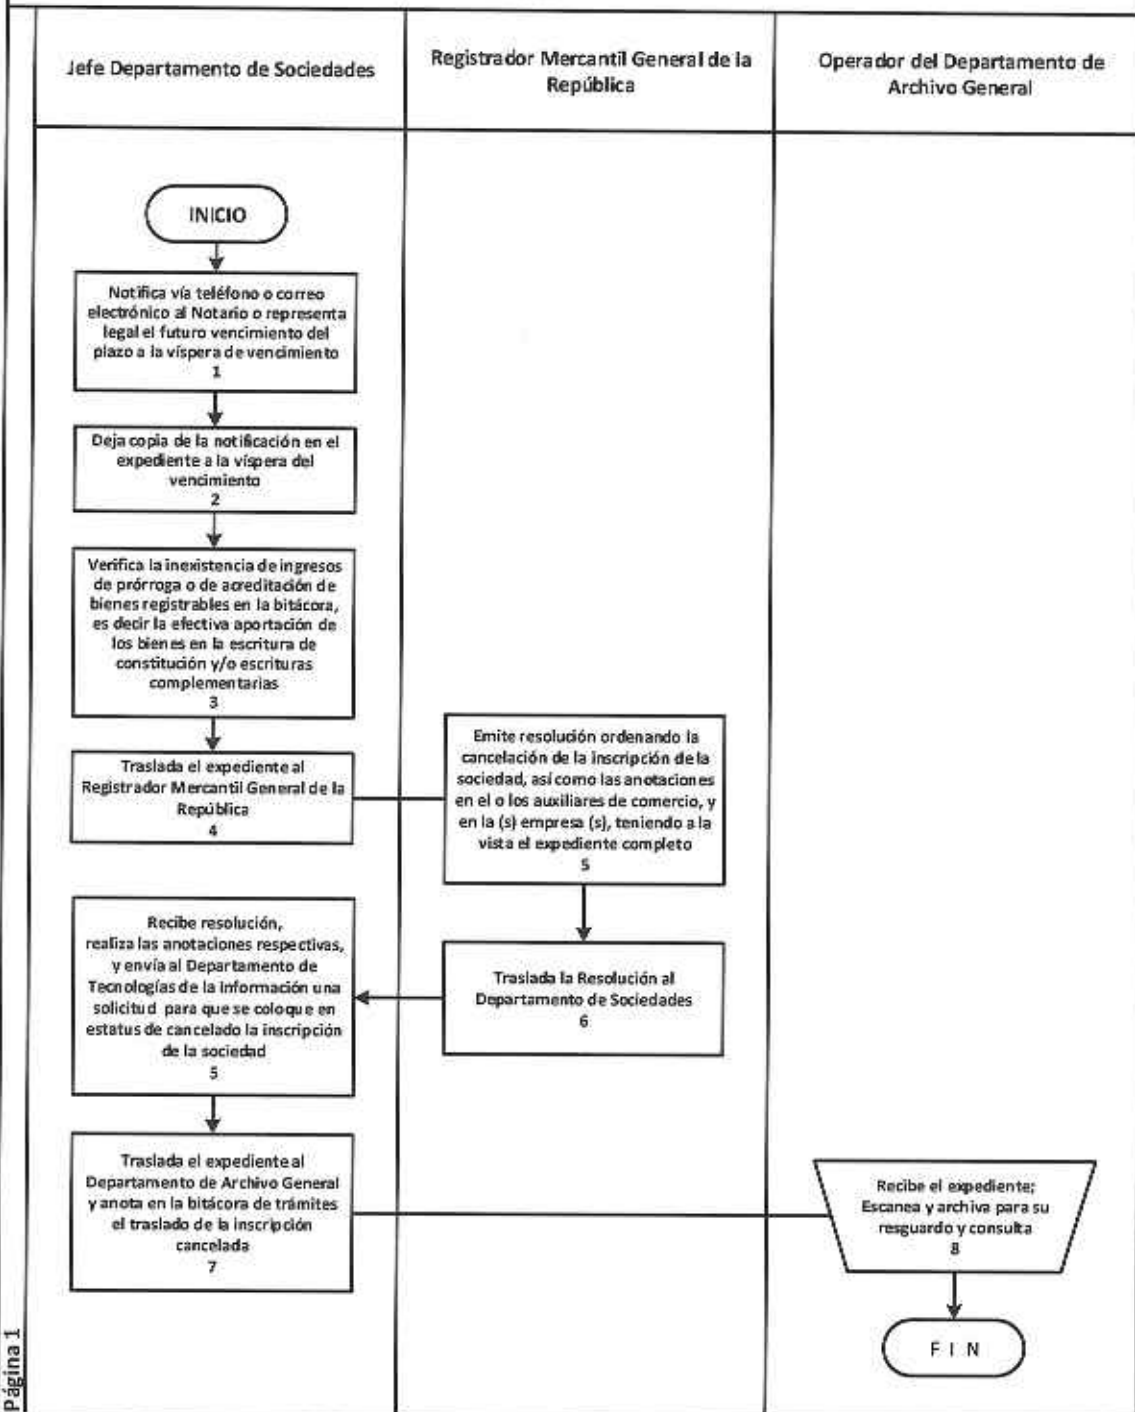 Jefe Departamento de Sociedades
Registrador Mercantil General de la
República
Operador del Departamento de
Archivo General
INICIO
Notifica vía teléfono o correo
electrónico al Notario o representa
legal el futuro vencimiento del
plazo a la víspera de vencimiento
1
Deja copia de la notificación en el
expediente a la víspera del
vencimiento
2
Verifica la inexistencia de ingresos
de prórroga o de acreditación de
bienes registrables en la bitácora,
es decir la efectiva aportación de
los bienes en la escritura de
constitución y/o escrituras
complementarias
3
Traslada el expediente al
Registrador Mercantil General de la
República
4
Emite resolución ordenando la
cancelación de la inscripción de la
sociedad, así como las anotaciones
en el o los auxiliares de comercio, y
en la (s) empresa (s), teniendo a la
vista el expediente completo
5
Traslada la Resolución al
Departamento de Sociedades
6
Recibe resolución,
realiza las anotaciones respectivas,
y envía al Departamento de
Tecnologías de la Información una
solicitud para que se coloque en
estatus de cancelado la inscripción
de la sociedad
5
Traslada el expediente al
Departamento de Archivo General
y anota en la bitácora de trámites
el traslado de la inscripción
cancelada
7
Recibe el expediente;
Escanea y archiva para su
resguardo y consulta
8
F I N
Página 1